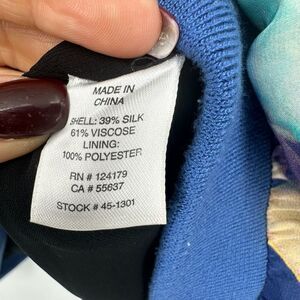 MADE IN
CHINA
SHELL: 39% SILK
61% VISCOSE
LINING:
100% POLYESTER
RN # 124179
CA # 55637
STOCK # 45-1301